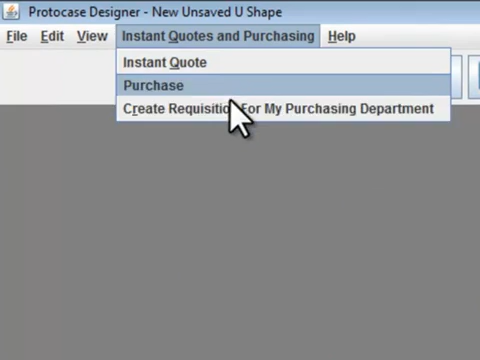 Protocase Designer - New Unsaved U Shape
File Edit View Instant Quotes and Purchasing Help
Instant Quote
Purchase
Create Requisition For My Purchasing Department